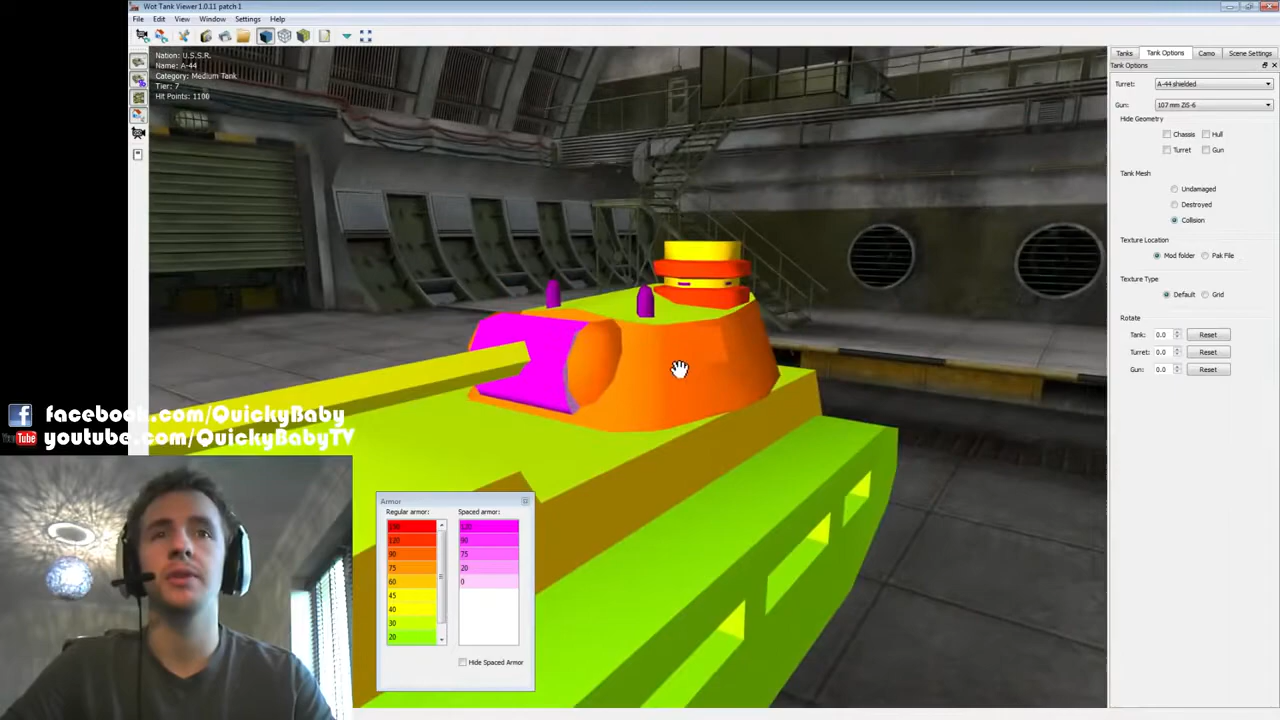 Wot Tank Viewer 1.0.11 patch 1
File Edit View Window Settings Help
Nation: U.S.S.R.
Name: A-44
Category: Medium Tank
Tier: 7
Hit Points: 1100
Tanks Tank Options Camo Scene Settings
Tank Options
Turret: A-44 shielded
Gun: 107 mm ZiS-6
Hide Geometry
Chassis Hull
Turret Gun
Tank Mesh
Undamaged
Destroyed
Collision
Texture Location
Mod folder Pak File
Texture Type
Default Grid
Rotate
Tank: 0.0 Reset
Turret: 0.0 Reset
Gun: 0.0 Reset
facebook.com/QuickyBaby
You Tube youtube.com/QuickyBabyTV
Armor
Regular armor: Spaced armor:
120
120 90
90 75
75 20
60 0
45
40
30
20
Hide Spaced Armor